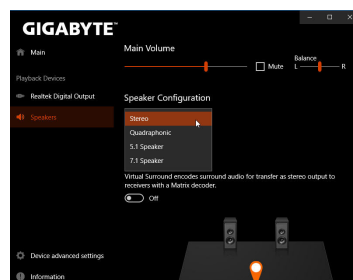 GIGABYTE™
Main
Playback Devices
Realtek Digital Output
Speakers
Device advanced settings
Information
Main Volume
Mute
Balance
L
R
Speaker Configuration
Stereo
Quadraphonic
5.1 Speaker
7.1 Speaker
Virtual Surround encodes surround audio for transfer as stereo output to
receivers with a Matrix decoder.
Off